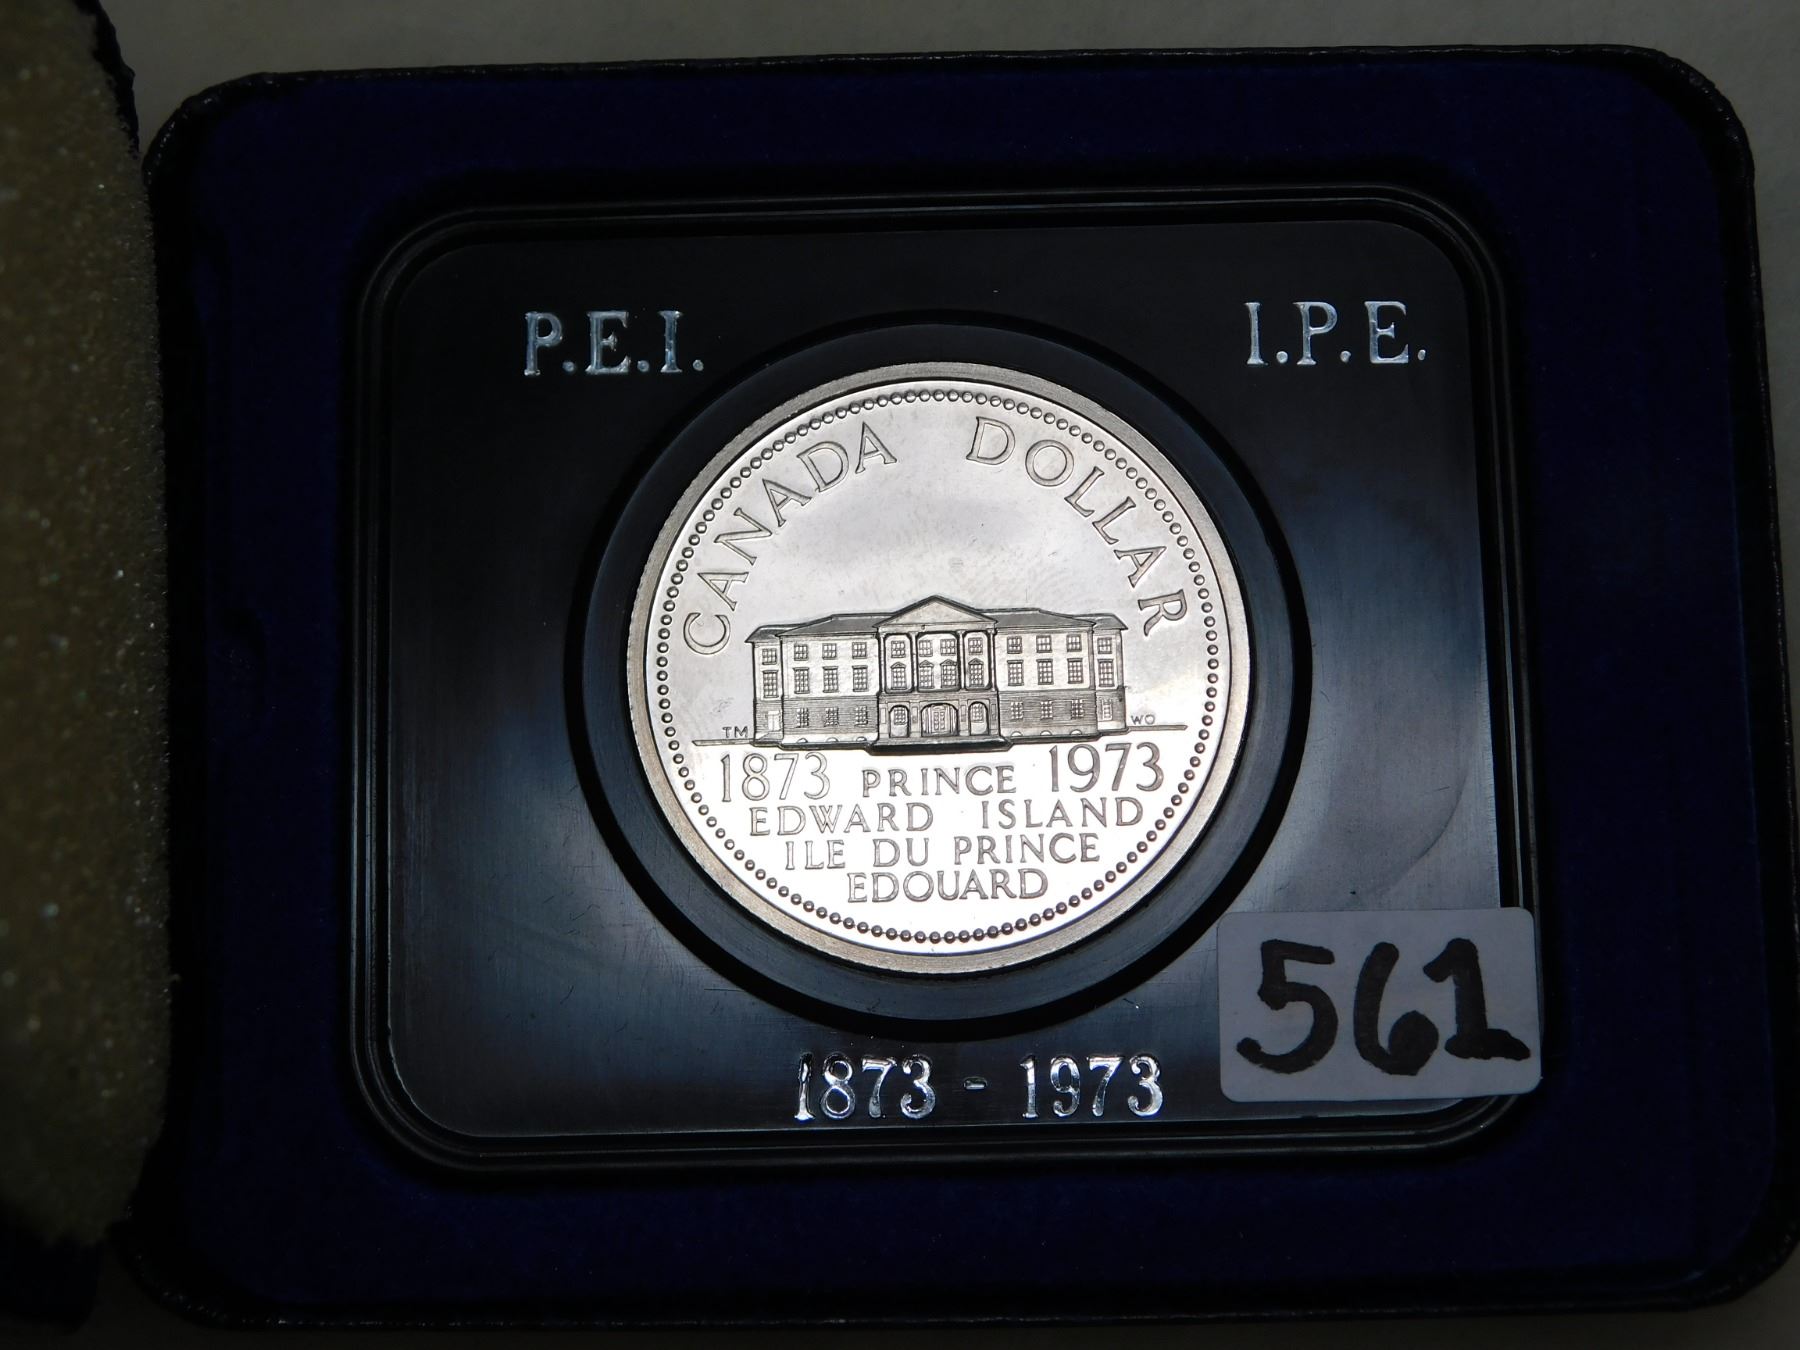 P.E.I. I.P.E.
CANADA DOLLAR
TM WO
1873 PRINCE 1973
EDWARD ISLAND
ILE DU PRINCE
EDOUARD
561
1873 - 1973